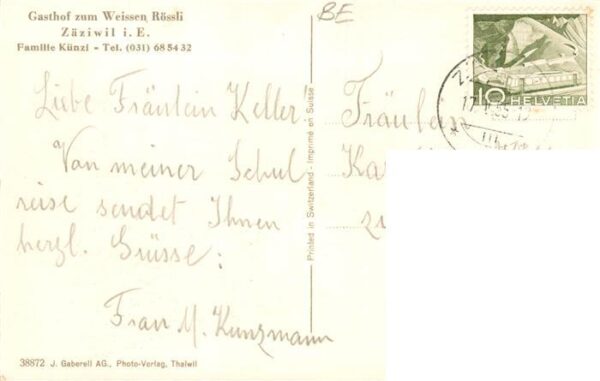 Gasthof zum Weissen Rössli
Zäziwil i. E.
Familie Künzi - Tel. (031) 68 54 32
BE
10 HELVETIA
Liebe Fräulein Keller!
Von meiner Schul
reise sendet Ihnen
herzl. Grüsse:
Frau M. Kunzmann
Printed in Switzerland - Imprimé en Suisse
Fräulein
38872 J. Gaberell AG., Photo-Verlag, Thalwil